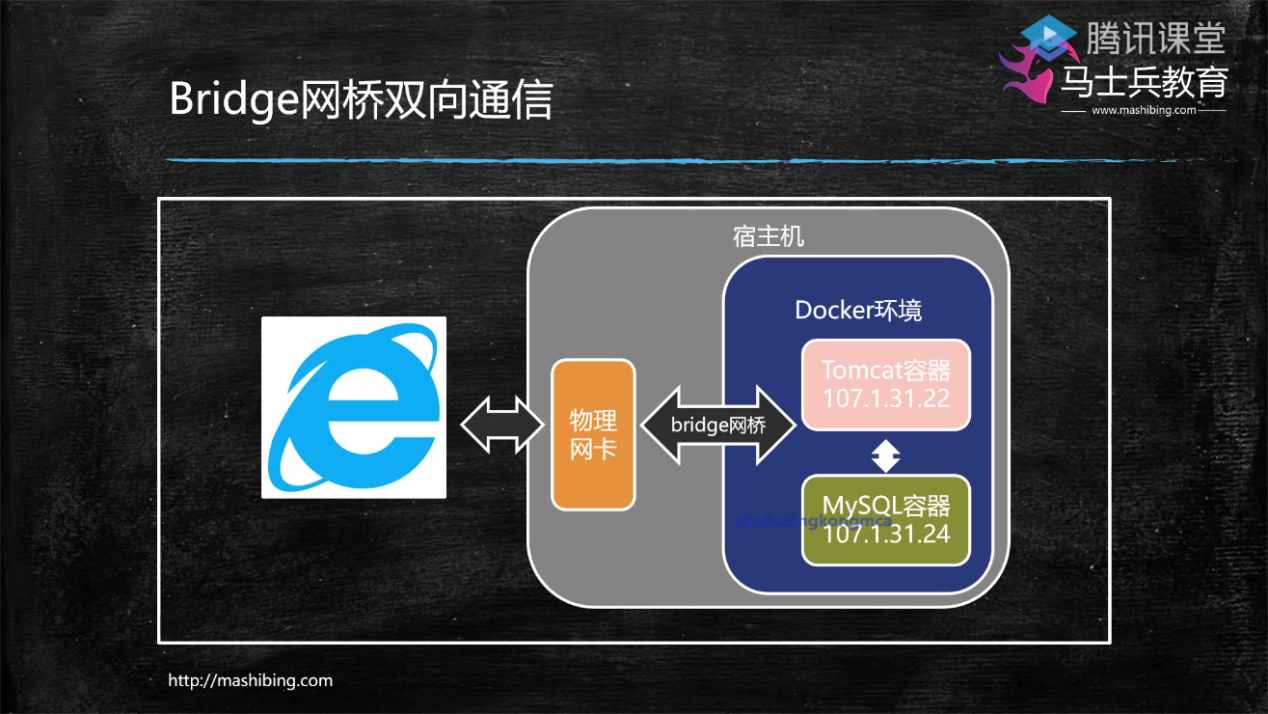 腾讯课堂
马士兵教育
www.mashibing.com
Bridge网桥双向通信
宿主机
Docker环境
Tomcat容器
107.1.31.22
物理
网卡
bridge网桥
MySQL容器
107.1.31.24
http://mashibing.com